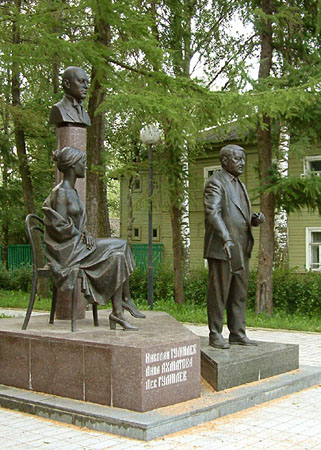 Николай Гумилев
Анна Ахматова
Лев Гумилев